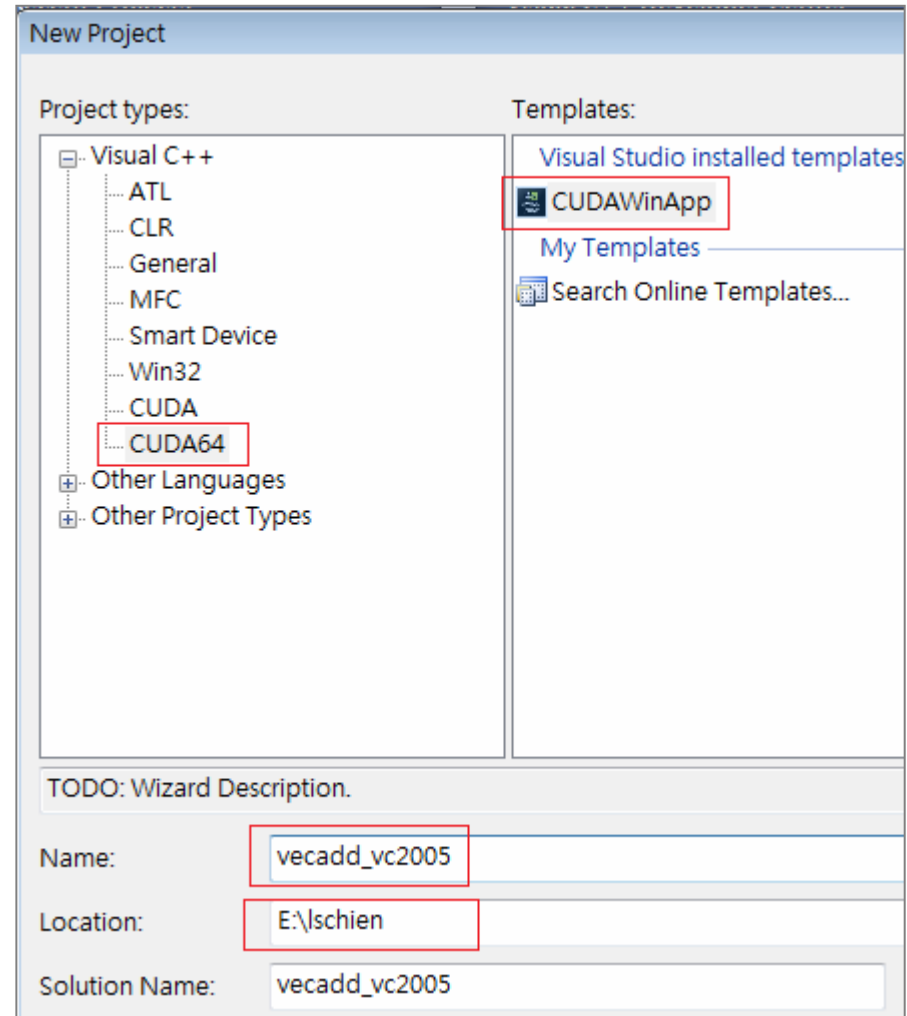 New Project
Project types:
Templates:
Visual C++
ATL
CLR
General
MFC
Smart Device
Win32
CUDA
CUDA64
Other Languages
Other Project Types
Visual Studio installed templates
CUDAWinApp
My Templates
Search Online Templates...
TODO: Wizard Description.
Name: vecadd_vc2005
Location: E:\lschien
Solution Name: vecadd_vc2005